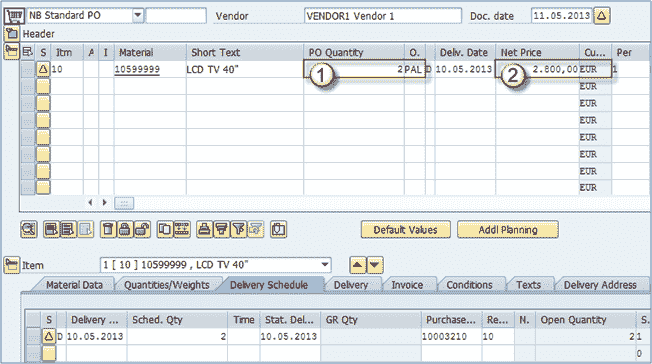 NB Standard PO Vendor VENDOR1 Vendor 1 Doc. date 11.05.2013
Header
S Itm A I Material Short Text PO Quantity O. Deliv. Date Net Price Cu... Per
10 10599999 LCD TV 40" 1 2 PAL D 10.05.2013 2 2.800,00 EUR 1
EUR
EUR
EUR
EUR
EUR
EUR
EUR
Default Values Addl Planning
Item 1 [ 10 ] 10599999 , LCD TV 40"
Material Data Quantities/Weights Delivery Schedule Delivery Invoice Conditions Texts Delivery Address
S Delivery ... Sched. Qty Time Stat. Del... GR Qty Purchase... Re... N. Open Quantity S.
D 10.05.2013 2 10.05.2013 10003210 10 2 1
0